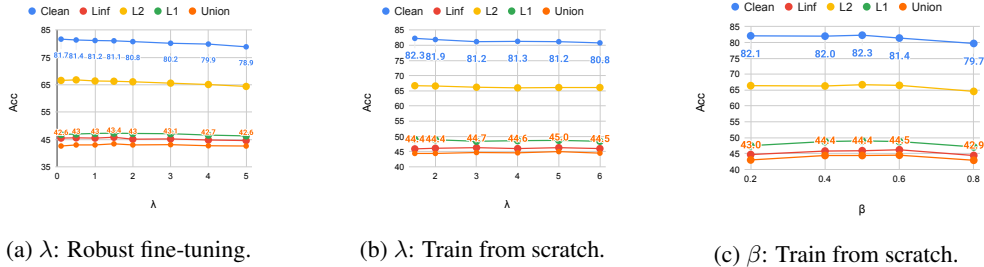 Clean Linf L2 L1 Union
85
75
65
55
45
35
Acc
81.7 81.4 81.2 81.1 80.8 80.2 79.9 78.9
42.6 43 43 43.4 43 43.1 42.7 42.6
0 1 2 3 4 5
λ
(a) λ: Robust fine-tuning.
Clean Linf L2 L1 Union
85
80
75
70
65
60
55
50
45
40
Acc
82.3 81.9 81.2 81.3 81.2 80.8
44.4 44.4 44.7 44.6 45.0 44.5
2 3 4 5 6
λ
(b) λ: Train from scratch.
Clean Linf L2 L1 Union
85
80
75
70
65
60
55
50
45
40
Acc
82.1 82.0 82.3 81.4 79.7
43.0 44.4 44.4 44.5 42.9
0.2 0.4 0.6 0.8
β
(c) β: Train from scratch.